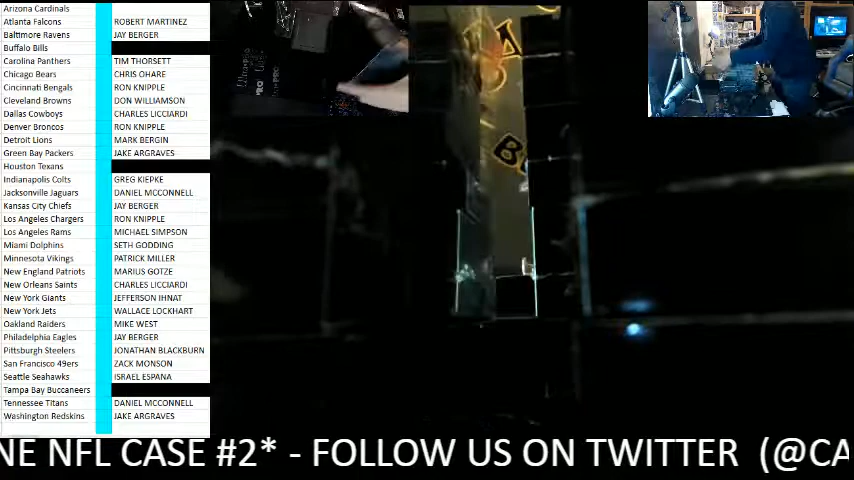 Arizona Cardinals
Atlanta Falcons ROBERT MARTINEZ
Baltimore Ravens JAY BERGER
Buffalo Bills
Carolina Panthers TIM THORSETT
Chicago Bears CHRIS OHARE
Cincinnati Bengals RON KNIPPLE
Cleveland Browns DON WILLIAMSON
Dallas Cowboys CHARLES LICCIARDI
Denver Broncos RON KNIPPLE
Detroit Lions MARK BERGIN
Green Bay Packers JAKE ARGRAVES
Houston Texans
Indianapolis Colts GREG KIEPKE
Jacksonville Jaguars DANIEL MCCONNELL
Kansas City Chiefs JAY BERGER
Los Angeles Chargers RON KNIPPLE
Los Angeles Rams MICHAEL SIMPSON
Miami Dolphins SETH GODDING
Minnesota Vikings PATRICK MILLER
New England Patriots MARIUS GOTZE
New Orleans Saints CHARLES LICCIARDI
New York Giants JEFFERSON IHNAT
New York Jets WALLACE LOCKHART
Oakland Raiders MIKE WEST
Philadelphia Eagles JAY BERGER
Pittsburgh Steelers JONATHAN BLACKBURN
San Francisco 49ers ZACK MONSON
Seattle Seahawks ISRAEL ESPANA
Tampa Bay Buccaneers
Tennessee Titans DANIEL MCCONNELL
Washington Redskins JAKE ARGRAVES
NE NFL CASE #2* - FOLLOW US ON TWITTER (@CA